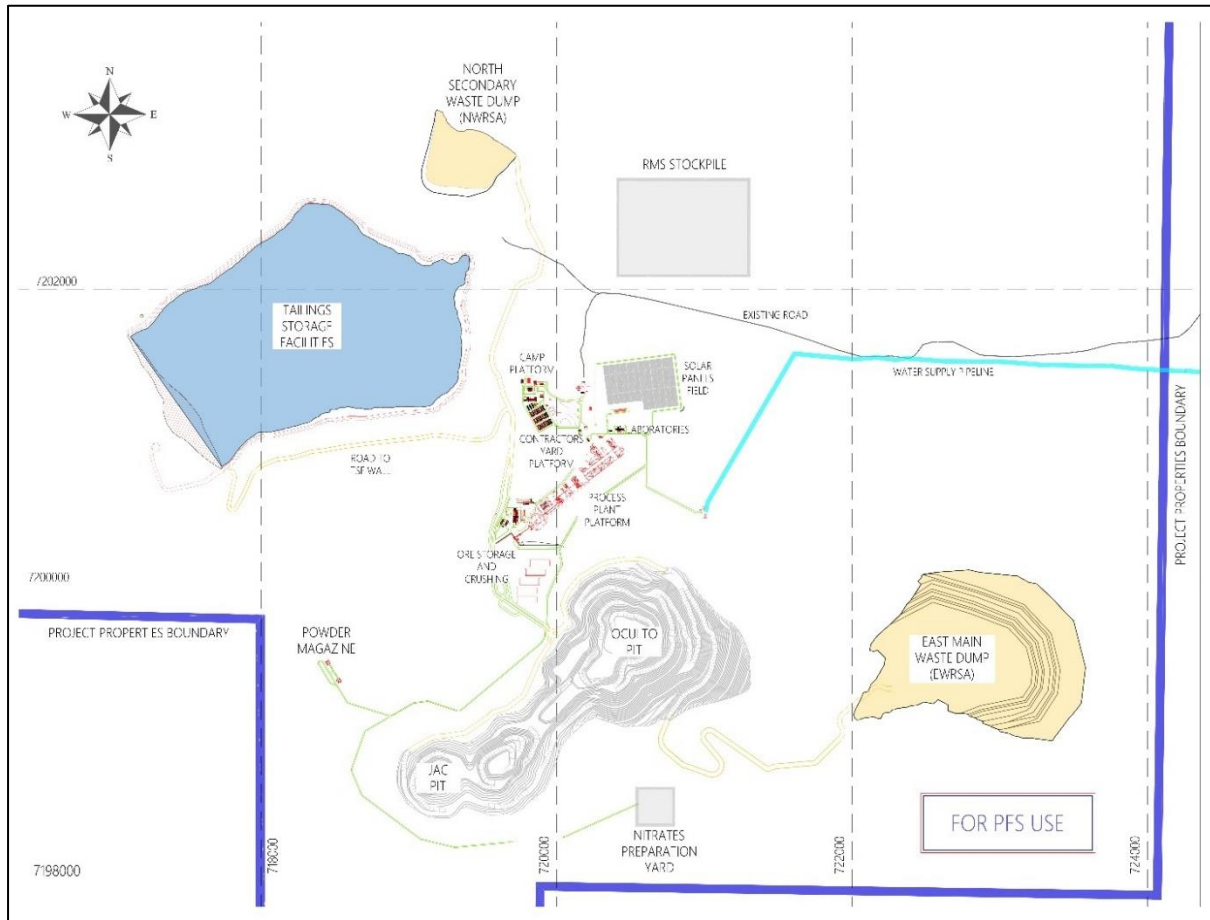 N
W E
S
NORTH
SECONDARY
WASTE DUMP
(NWRSA)
RMS STOCKPILE
7202000
TAILINGS
STORAGE
FACILITIES
EXISTING ROAD
WATER SUPPLY PIPELINE
CAMP
PLATFORM
SOLAR
PANELS
FIELD
LABORATORIES
CONTRACTORS
YARD
PLATFORM
ROAD TO
TSF WALL
PROCESS
PLANT
PLATFORM
PROJECT PROPERTIES BOUNDARY
ORE STORAGE
AND
CRUSHING
7200000
PROJECT PROPERTIES BOUNDARY
POWDER
MAGAZINE
OCULTO
PIT
EAST MAIN
WASTE DUMP
(EWRSA)
JAC
PIT
NITRATES
PREPARATION
YARD
FOR PFS USE
7198000
718000
720000
722000
724000